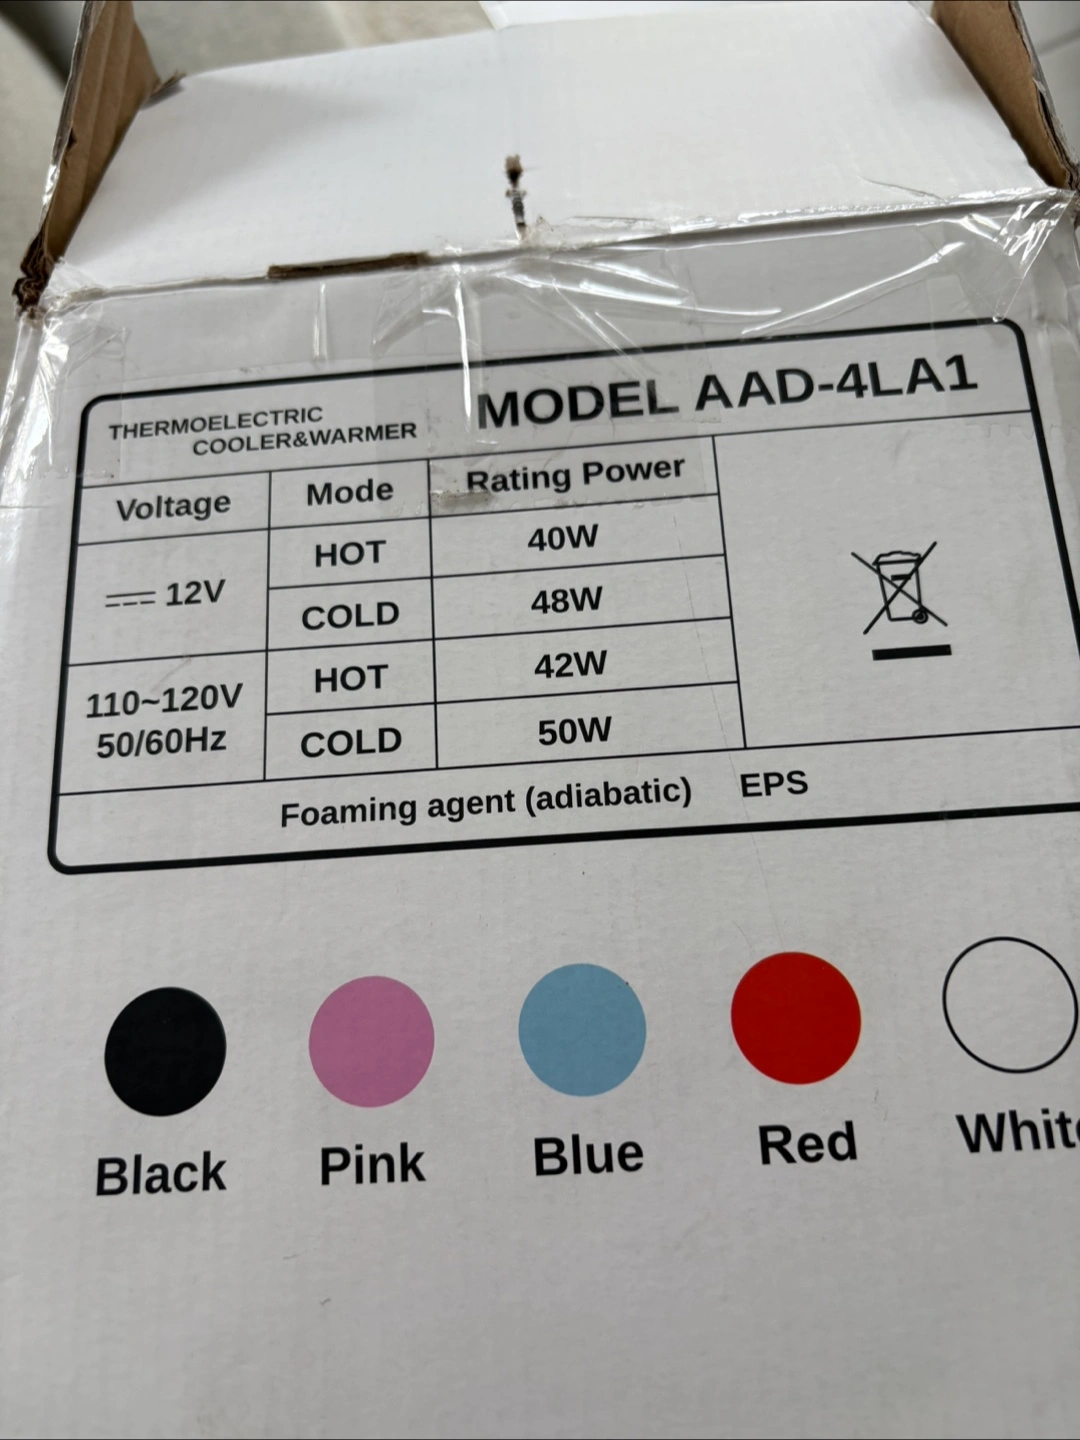 THERMOELECTRIC
COOLER&WARMER
MODEL AAD-4LA1
Voltage Mode Rating Power
12V HOT 40W
COLD 48W
110~120V
50/60Hz
HOT 42W
COLD 50W
Foaming agent (adiabatic) EPS
Black Pink Blue Red White